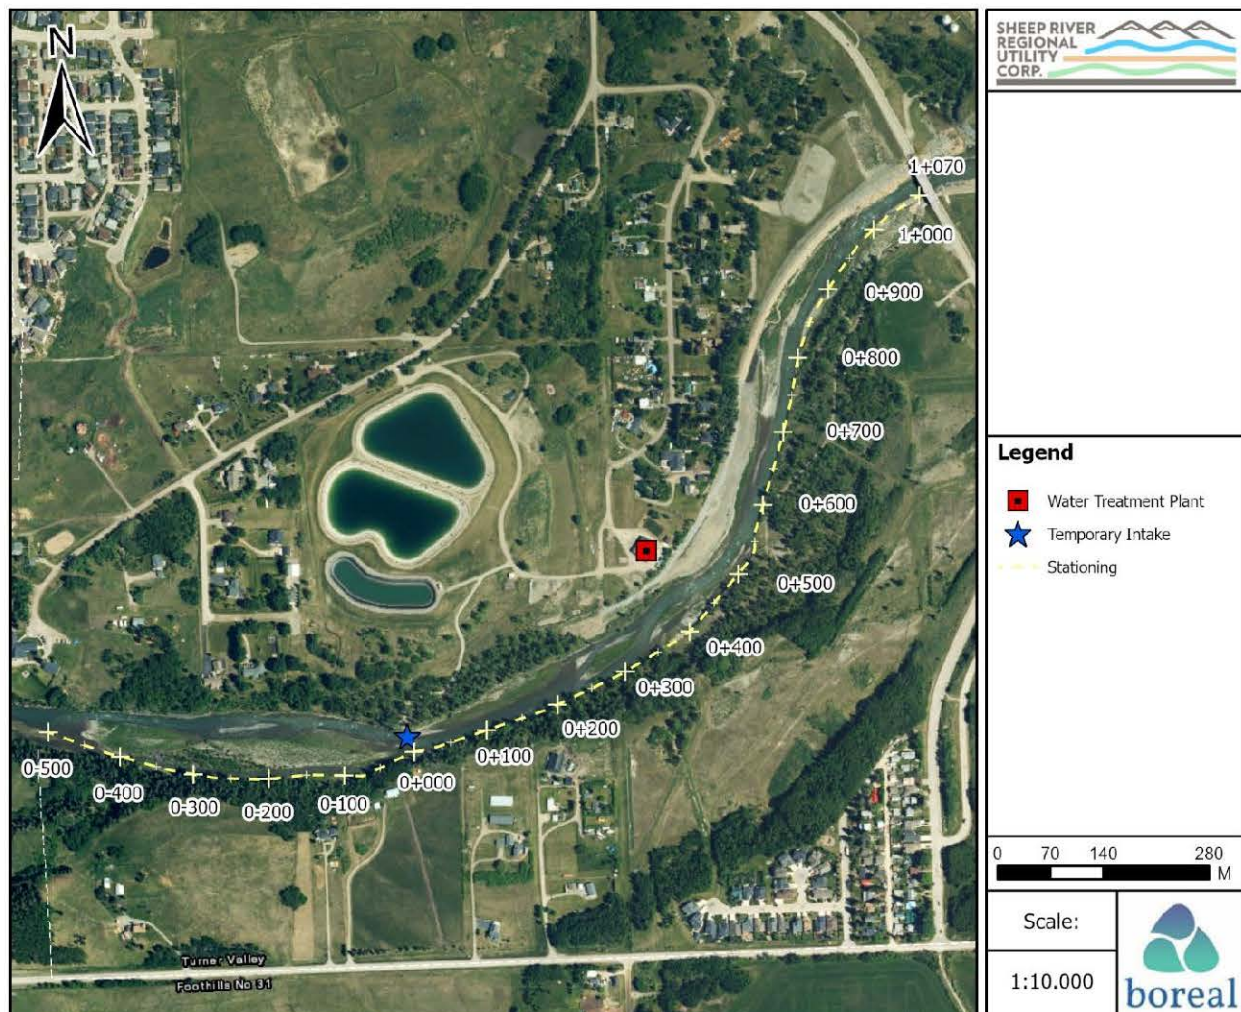 N
1+070
1+000
0+900
0+800
0+700
0+600
0+500
0+400
0+300
0+200
0+100
0+000
0-100
0-200
0-300
0-400
0-500
Turner Valley
Foothills No 31
SHEEP RIVER
REGIONAL
UTILITY
CORP.
Legend
Water Treatment Plant
Temporary Intake
Stationing
0 70 140 280
M
Scale:
1:10.000
boreal